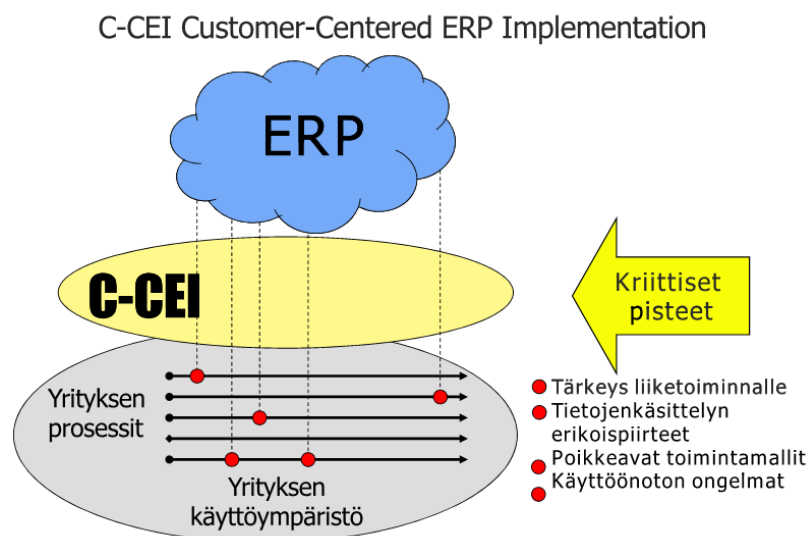 C-CEI Customer-Centered ERP Implementation
ERP
C-CEI
Kriittiset
pisteet
Yrityksen
prosessit
Yrityksen
käyttöympäristö
Tärkeys liiketoiminnalle
Tietojenkäsittelyn
erikoispiirteet
Poikkeavat toimintamallit
Käyttöönoton ongelmat